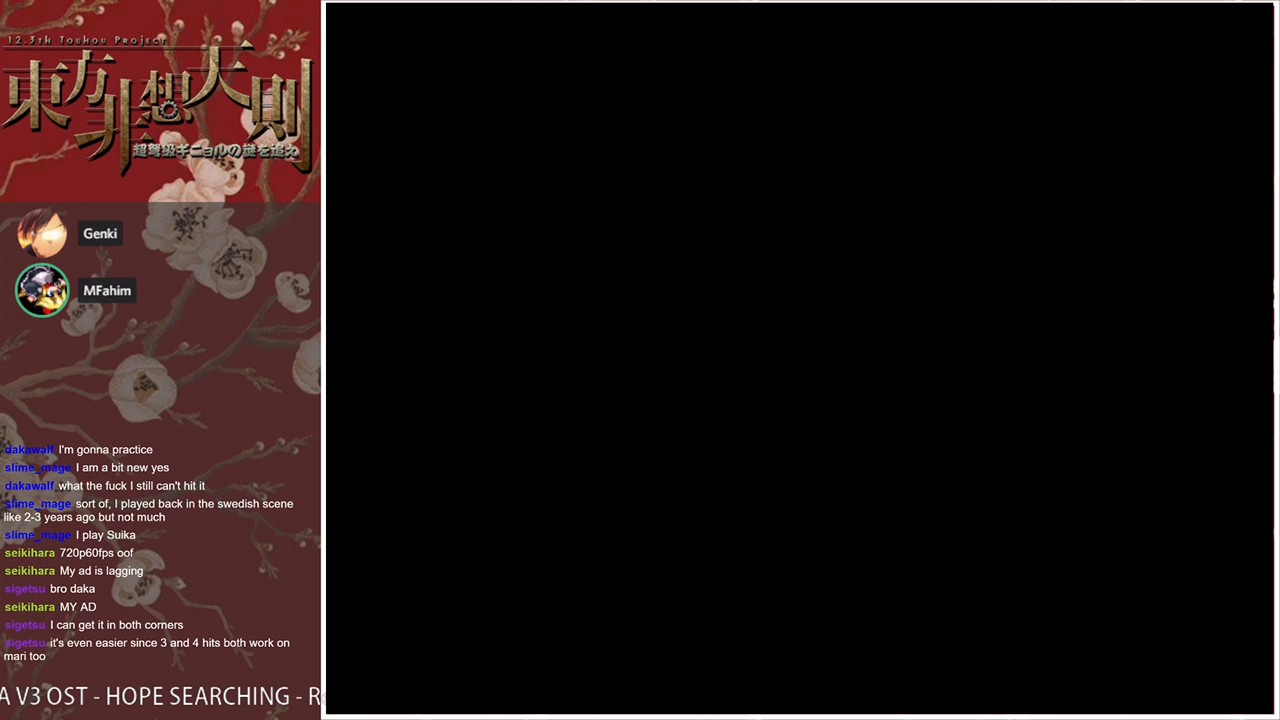 12.3th Touhou Project
東方非想天則
超弩級ギニョルの謎を追え
Genki
MFahim
dakawalf I'm gonna practice
slime_mage I am a bit new yes
dakawalf what the fuck I still can't hit it
slime_mage sort of, I played back in the swedish scene
like 2-3 years ago but not much
slime_mage I play Suika
seikihara 720p60fps oof
seikihara My ad is lagging
sigetsu bro daka
seikihara MY AD
sigetsu I can get it in both corners
sigetsu it's even easier since 3 and 4 hits both work on
mari too
A V3 OST - HOPE SEARCHING - R